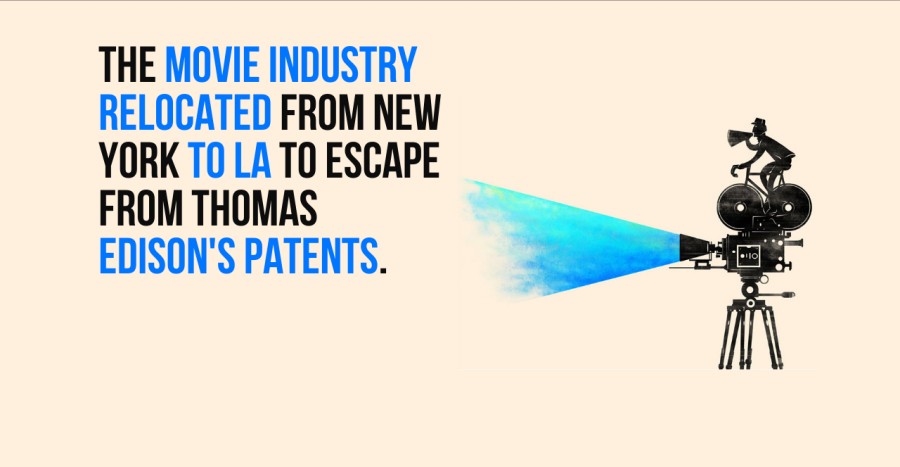 THE MOVIE INDUSTRY
RELOCATED FROM NEW
YORK TO LA TO ESCAPE
FROM THOMAS
EDISON'S PATENTS.